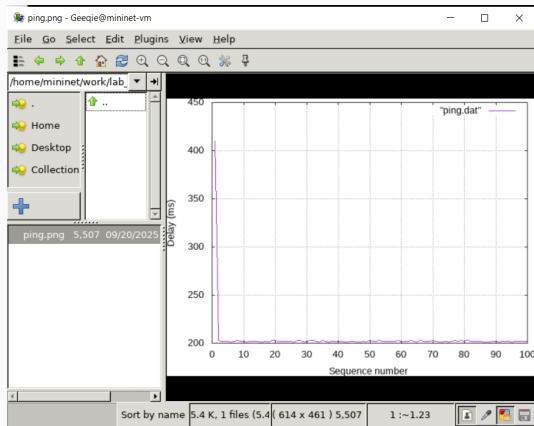 ping.png - Geeqie@mininet-vm
File Go Select Edit Plugins View Help
/home/mininet/work/lab_
.
Home
Desktop
Collection
..
ping.png 5,507 09/20/2025
"ping.dat"
450
400
350
300
250
200
Delay (ms)
0 10 20 30 40 50 60 70 80 90 100
Sequence number
Sort by name 5.4 K, 1 files (5.4 ( 614 x 461 ) 5,507 1 :~1.23